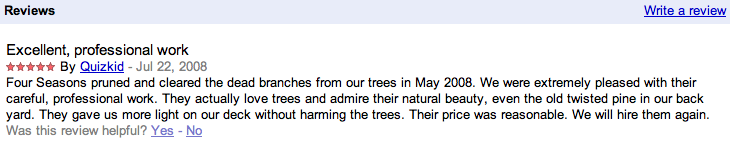 Reviews
Write a review
Excellent, professional work
By Quizkid - Jul 22, 2008
Four Seasons pruned and cleared the dead branches from our trees in May 2008. We were extremely pleased with their
careful, professional work. They actually love trees and admire their natural beauty, even the old twisted pine in our back
yard. They gave us more light on our deck without harming the trees. Their price was reasonable. We will hire them again.
Was this review helpful? Yes - No